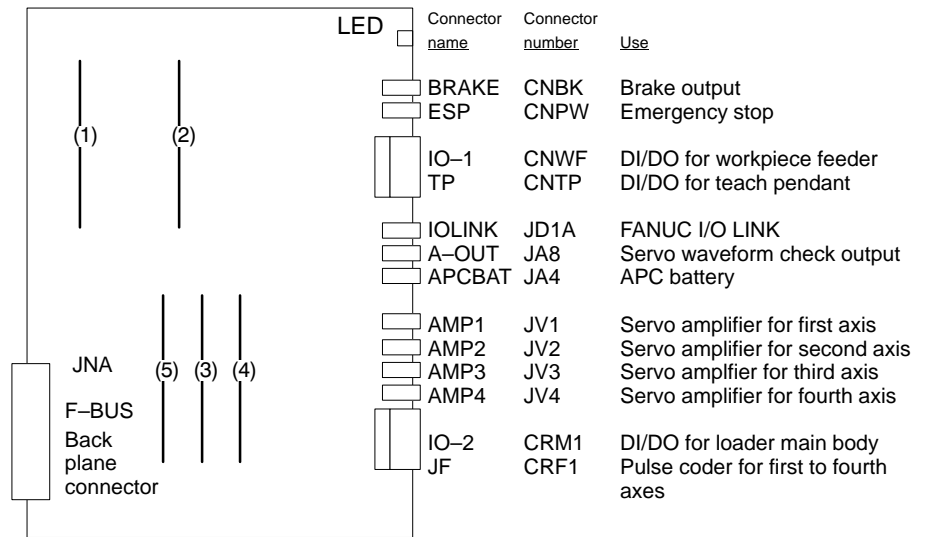 LED
Connector name Connector number Use
BRAKE CNBK Brake output
ESP CNPW Emergency stop
(1) (2)
IO–1 CNWF DI/DO for workpiece feeder
TP CNTP DI/DO for teach pendant
IOLINK JD1A FANUC I/O LINK
A–OUT JA8 Servo waveform check output
APCBAT JA4 APC battery
AMP1 JV1 Servo amplifier for first axis
AMP2 JV2 Servo amplifier for second axis
AMP3 JV3 Servo amplfier for third axis
AMP4 JV4 Servo amplifier for fourth axis
JNA
(5) (3) (4)
F–BUS
Back
plane
connector
IO–2 CRM1 DI/DO for loader main body
JF CRF1 Pulse coder for first to fourth
axes